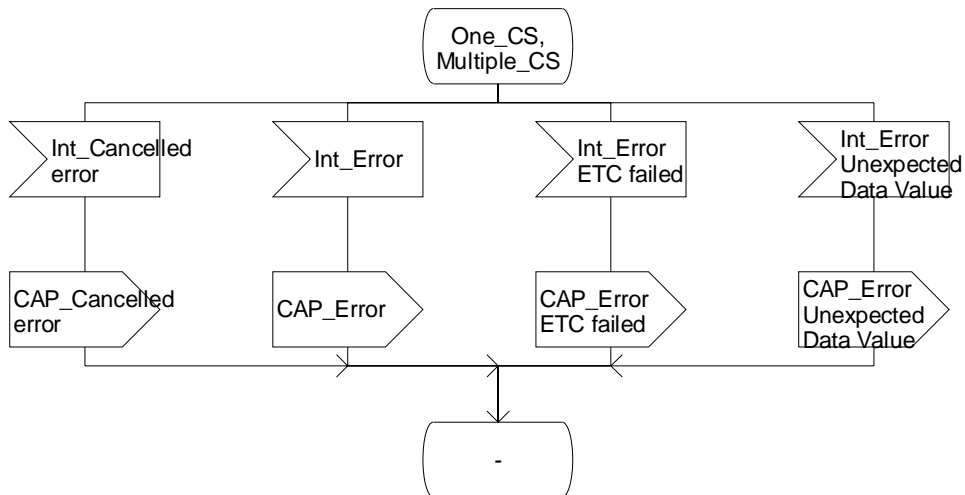 One_CS,
Multiple_CS
Int_Cancelled
error
Int_Error
Int_Error
ETC failed
Int_Error
Unexpected
Data Value
CAP_Cancelled
error
CAP_Error
CAP_Error
ETC failed
CAP_Error
Unexpected
Data Value
-